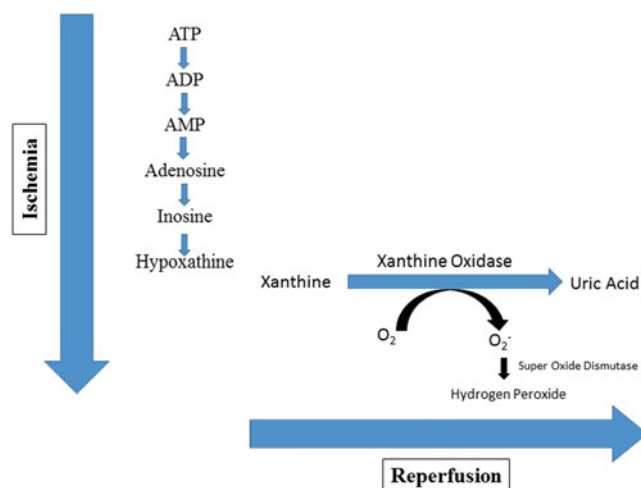 ATP
ADP
AMP
Adenosine
Inosine
Hypoxathine
Ischemia
Xanthine
Xanthine Oxidase
Uric Acid
O₂
O₂⁻
Super Oxide Dismutase
Hydrogen Peroxide
Reperfusion